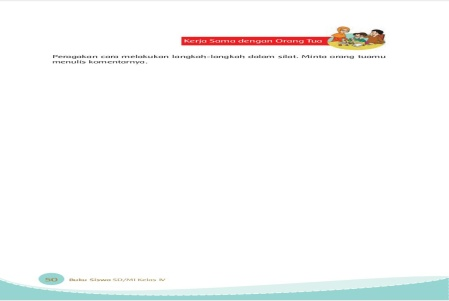 Kerja Sama dengan Orang Tua
Peragakan cara melakukan langkah-langkah dalam silat. Minta orang tuamu
menulis komentarnya.
50 Buku Siswa SD/MI Kelas IV